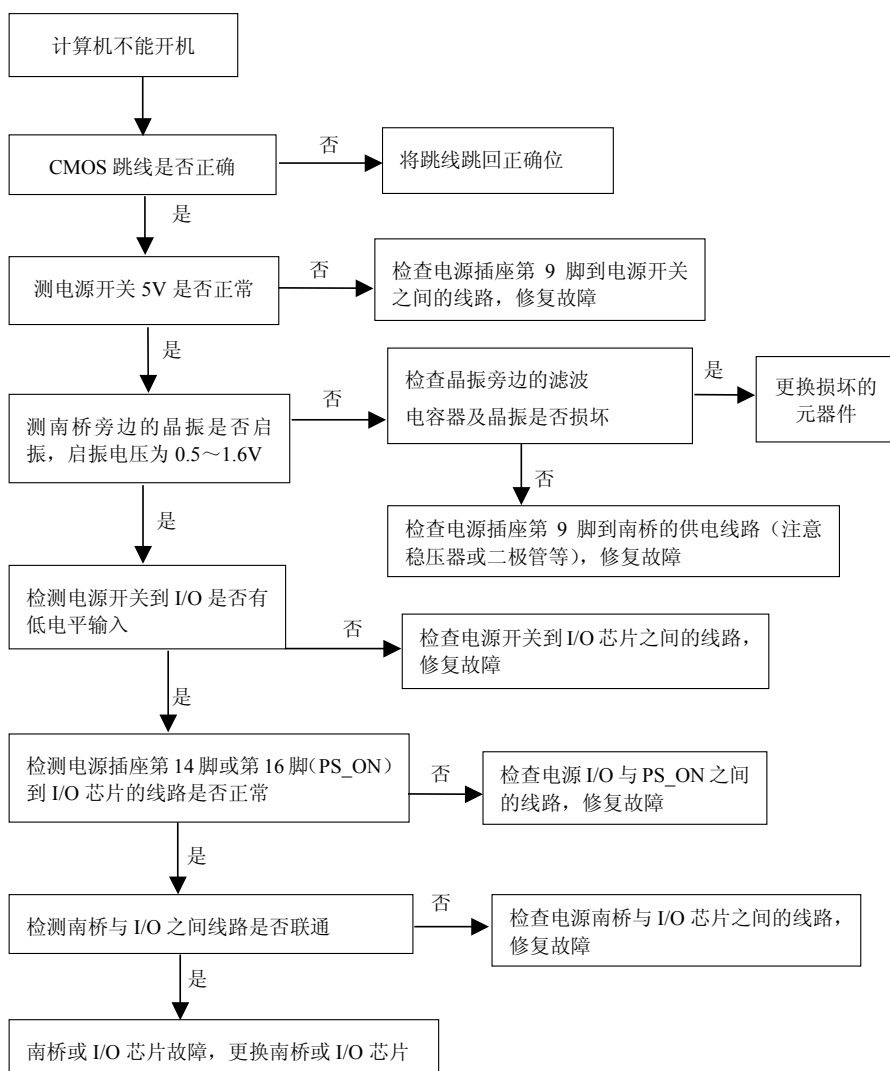 计算机不能开机
CMOS 跳线是否正确
否
将跳线跳回正确位
是
测电源开关 5V 是否正常
否
检查电源插座第 9 脚到电源开关
之间的线路，修复故障
是
测南桥旁边的晶振是否启
振，启振电压为 0.5～1.6V
否
检查晶振旁边的滤波
电容器及晶振是否损坏
是
更换损坏的
元器件
否
检查电源插座第 9 脚到南桥的供电线路（注意
稳压器或二极管等），修复故障
是
检测电源开关到 I/O 是否有
低电平输入
否
检查电源开关到 I/O 芯片之间的线路，
修复故障
是
检测电源插座第 14 脚或第 16 脚（PS_ON）
到 I/O 芯片的线路是否正常
否
检查电源 I/O 与 PS_ON 之间
的线路，修复故障
是
检测南桥与 I/O 之间线路是否联通
否
检查电源南桥与 I/O 芯片之间的线路，
修复故障
是
南桥或 I/O 芯片故障，更换南桥或 I/O 芯片